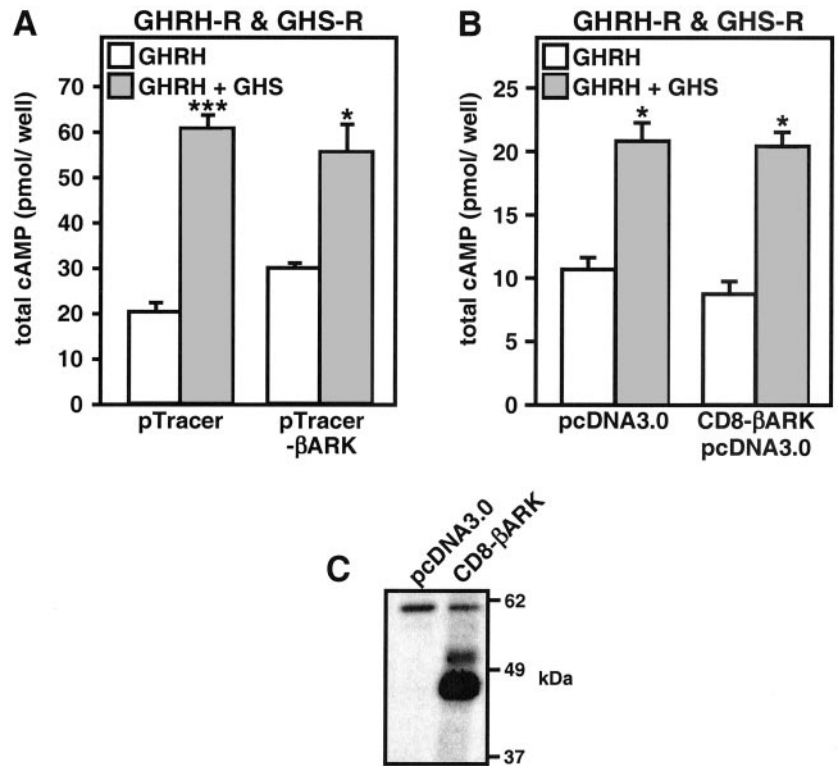 A
GHRH-R & GHS-R
GHRH
GHRH + GHS
total cAMP (pmol/ well)
70
60
50
40
30
20
10
0
***
*
pTracer
pTracer
-βARK
B
GHRH-R & GHS-R
GHRH
GHRH + GHS
total cAMP (pmol/ well)
25
20
15
10
5
0
*
*
pcDNA3.0
CD8-βARK
pcDNA3.0
C
pcDNA3.0
CD8-βARK
62
49
kDa
37